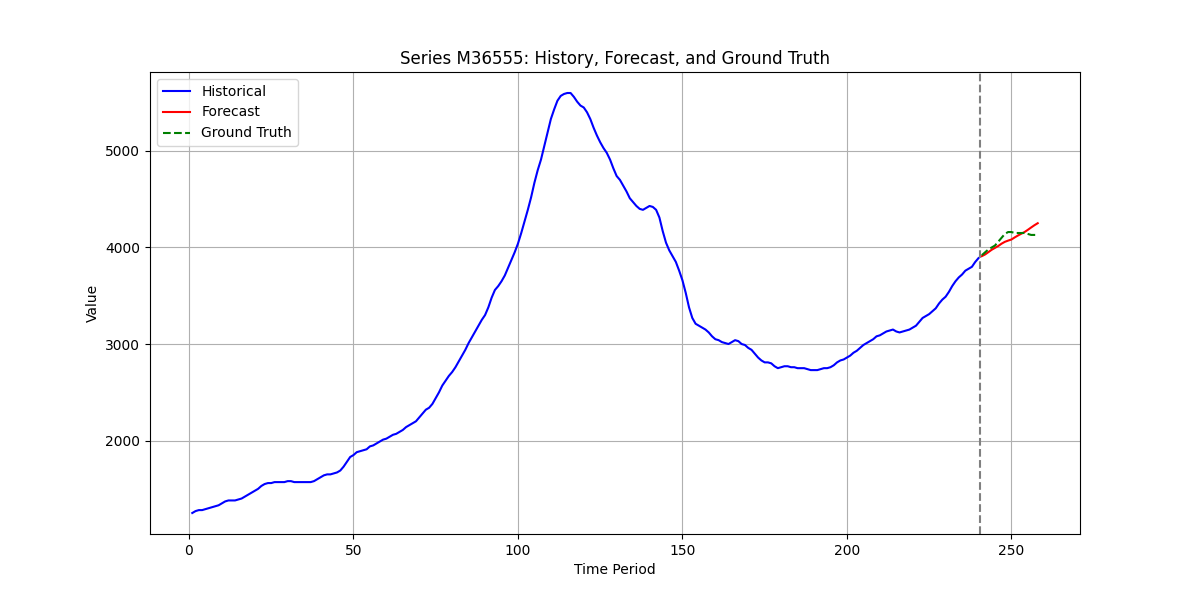 Series M36555: History, Forecast, and Ground Truth
Historical
Forecast
Ground Truth
5000
4000
3000
2000
Value
0 50 100 150 200 250
Time Period